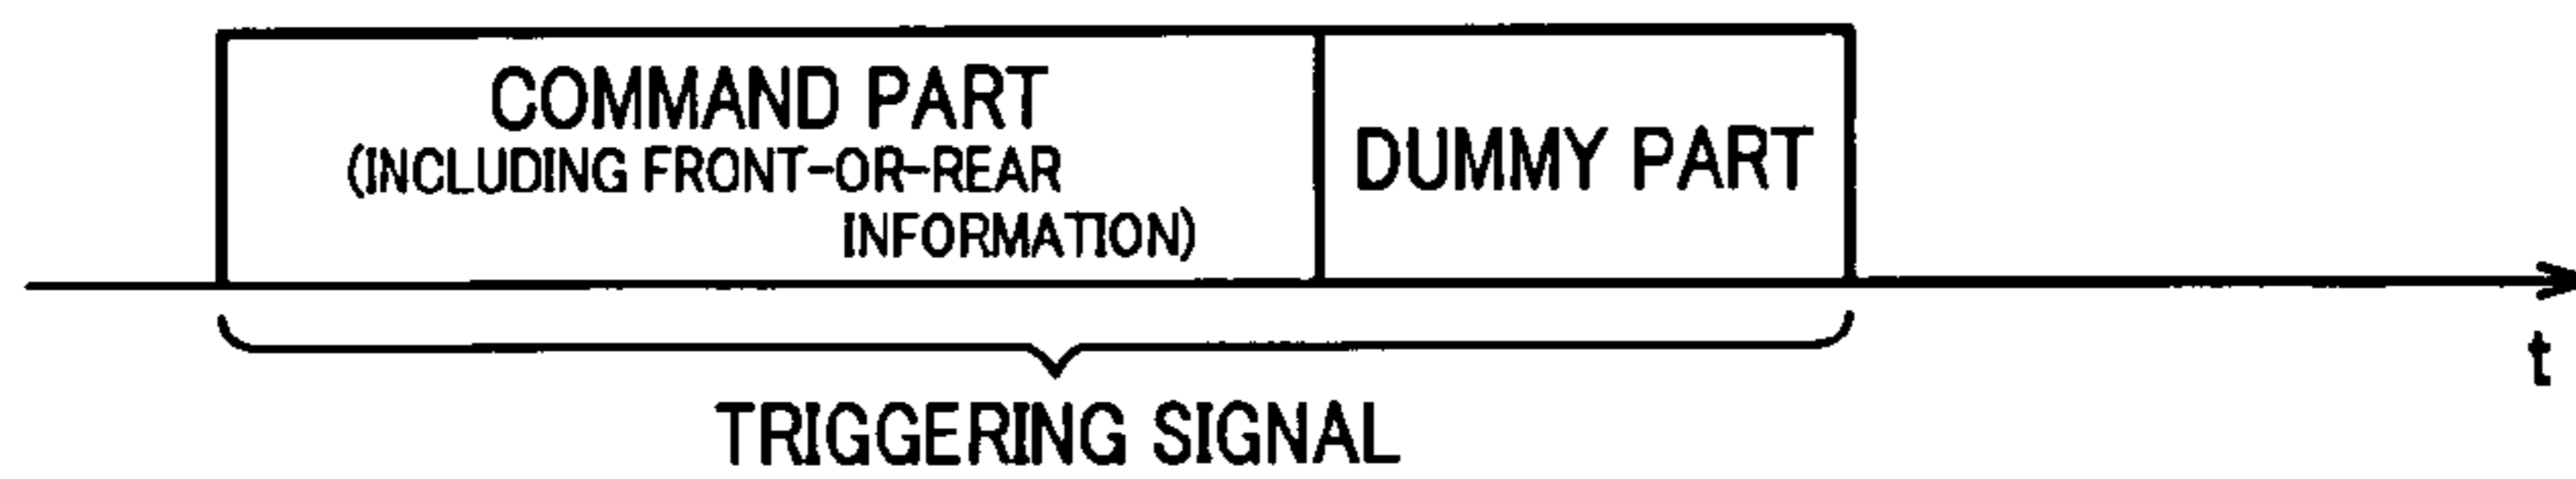 COMMAND PART
(INCLUDING FRONT-OR-REAR
INFORMATION)
DUMMY PART
t
TRIGGERING SIGNAL